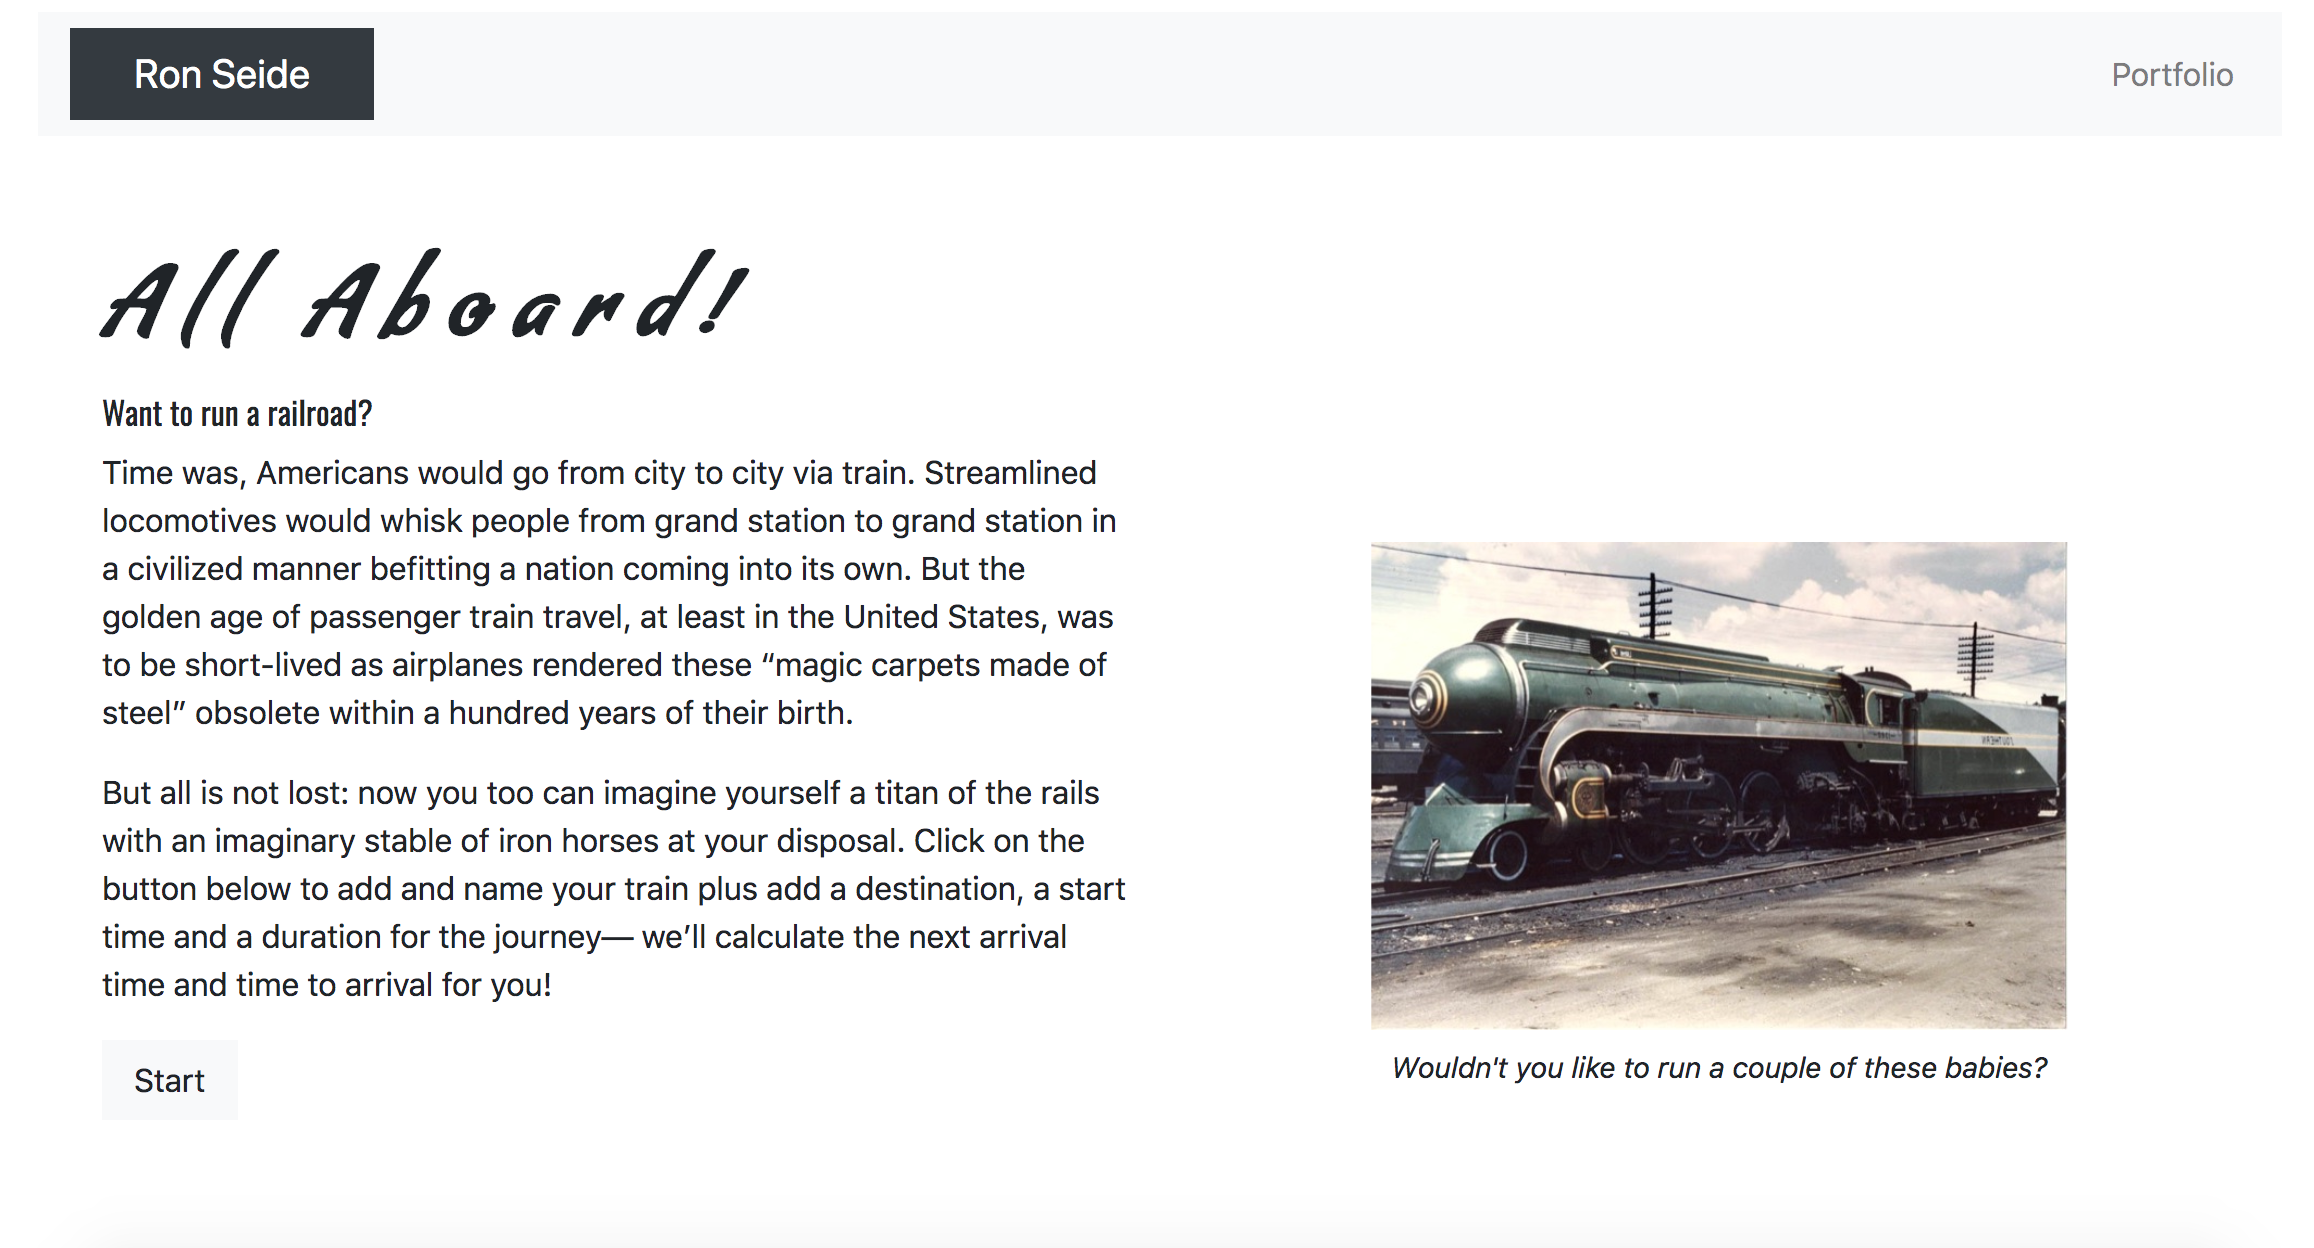 Ron Seide
Portfolio
All Aboard!
Want to run a railroad?
Time was, Americans would go from city to city via train. Streamlined
locomotives would whisk people from grand station to grand station in
a civilized manner befitting a nation coming into its own. But the
golden age of passenger train travel, at least in the United States, was
to be short-lived as airplanes rendered these “magic carpets made of
steel” obsolete within a hundred years of their birth.
But all is not lost: now you too can imagine yourself a titan of the rails
with an imaginary stable of iron horses at your disposal. Click on the
button below to add and name your train plus add a destination, a start
time and a duration for the journey— we’ll calculate the next arrival
time and time to arrival for you!
Start
Wouldn't you like to run a couple of these babies?